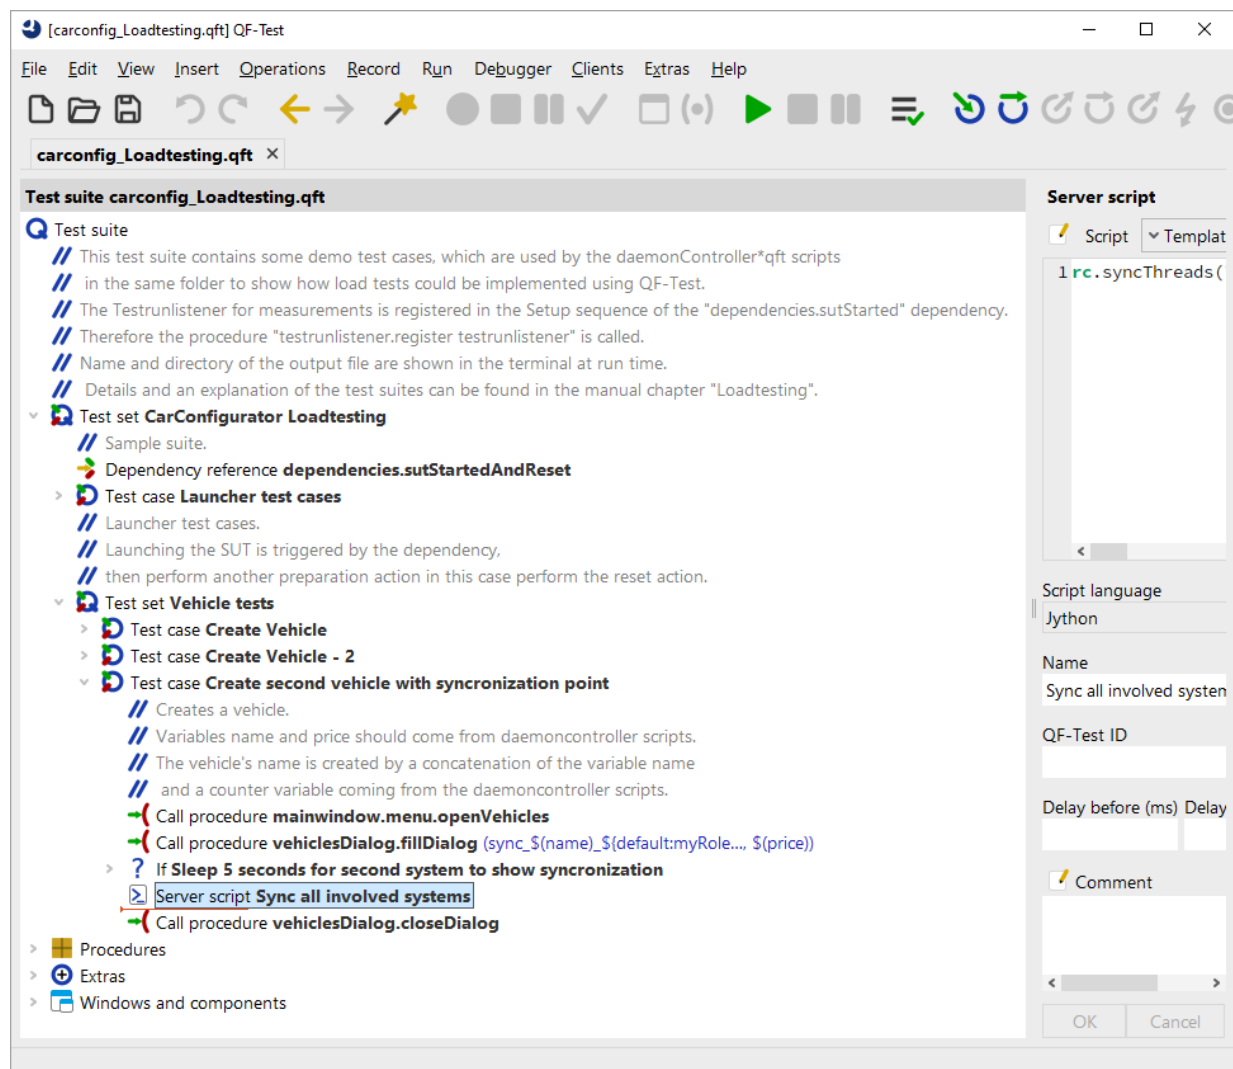 [carconfig_Loadtesting.qft] QF-Test
File Edit View Insert Operations Record Run Debugger Clients Extras Help
carconfig_Loadtesting.qft
Test suite carconfig_Loadtesting.qft
Test suite
// This test suite contains some demo test cases, which are used by the daemonController*qft scripts
// in the same folder to show how load tests could be implemented using QF-Test.
// The Testrunlistener for measurements is registered in the Setup sequence of the "dependencies.sutStarted" dependency.
// Therefore the procedure "testrunlistener.register testrunlistener" is called.
// Name and directory of the output file are shown in the terminal at run time.
// Details and an explanation of the test suites can be found in the manual chapter "Loadtesting".
Test set CarConfigurator Loadtesting
// Sample suite.
Dependency reference dependencies.sutStartedAndReset
Test case Launcher test cases
// Launcher test cases.
// Launching the SUT is triggered by the dependency,
// then perform another preparation action in this case perform the reset action.
Test set Vehicle tests
Test case Create Vehicle
Test case Create Vehicle - 2
Test case Create second vehicle with syncronization point
// Creates a vehicle.
// Variables name and price should come from daemoncontroller scripts.
// The vehicle's name is created by a concatenation of the variable name
// and a counter variable coming from the daemoncontroller scripts.
Call procedure mainwindow.menu.openVehicles
Call procedure vehiclesDialog.fillDialog (sync_$(name)_${default:myRole..., $(price))
? If Sleep 5 seconds for second system to show syncronization
Server script Sync all involved systems
Call procedure vehiclesDialog.closeDialog
Procedures
Extras
Windows and components
Server script
Script Templat
1 rc.syncThreads(
Script language
Jython
Name
Sync all involved system
QF-Test ID
Delay before (ms) Delay
Comment
OK Cancel